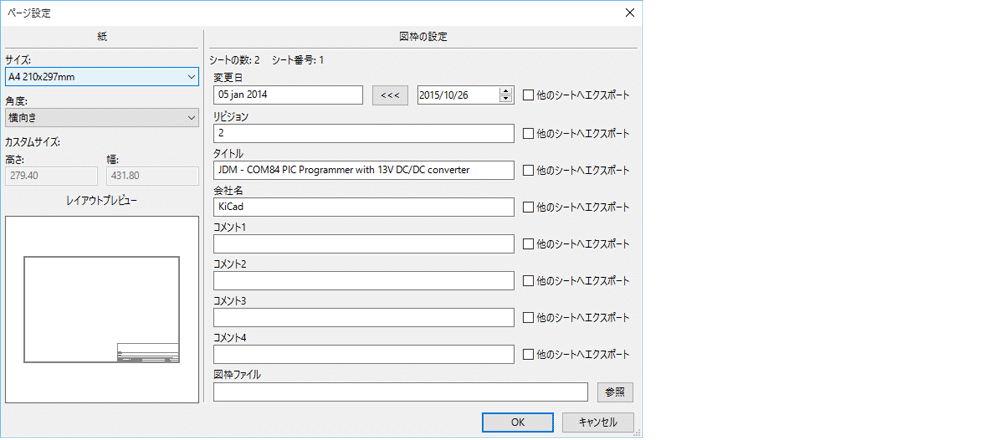 ページ設定
紙
サイズ:
A4 210x297mm
角度:
横向き
カスタムサイズ:
高さ: 幅:
279.40 431.80
レイアウトプレビュー
図枠の設定
シートの数: 2 シート番号: 1
変更日
05 jan 2014 <<< 2015/10/26 他のシートへエクスポート
リビジョン
2 他のシートへエクスポート
タイトル
JDM - COM84 PIC Programmer with 13V DC/DC converter 他のシートへエクスポート
会社名
KiCad 他のシートへエクスポート
コメント1
他のシートへエクスポート
コメント2
他のシートへエクスポート
コメント3
他のシートへエクスポート
コメント4
他のシートへエクスポート
図枠ファイル
参照
OK キャンセル